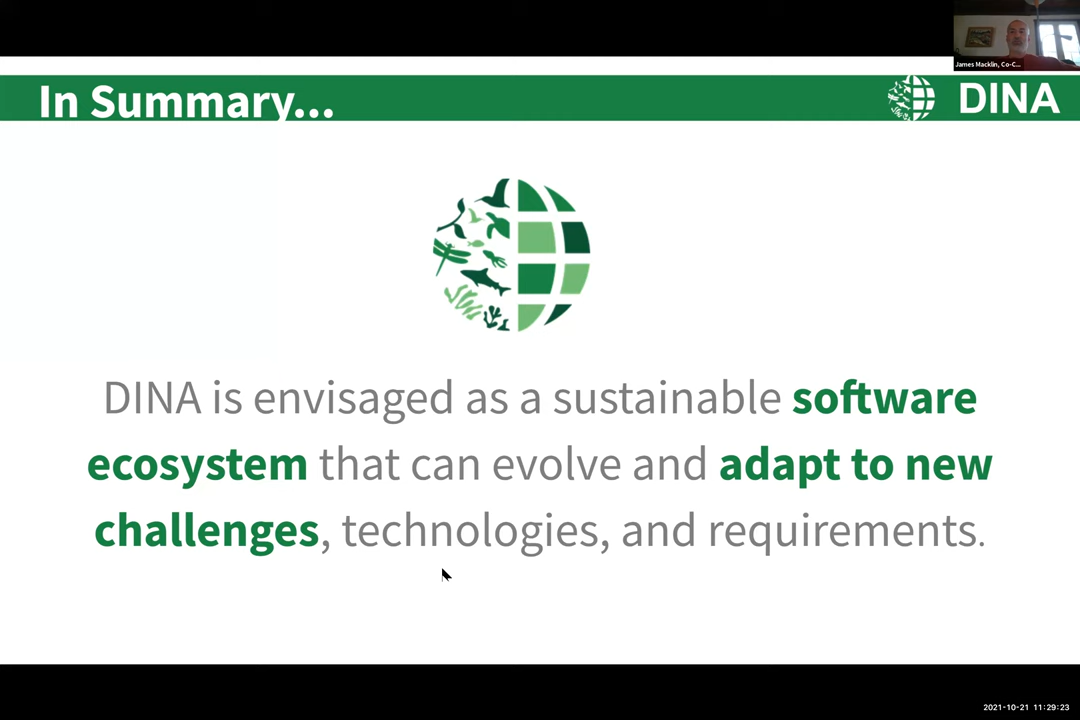 James Macklin, Co-C...
In Summary...
DINA
DINA is envisaged as a sustainable software
ecosystem that can evolve and adapt to new
challenges, technologies, and requirements.
2021-10-21 11:29:23